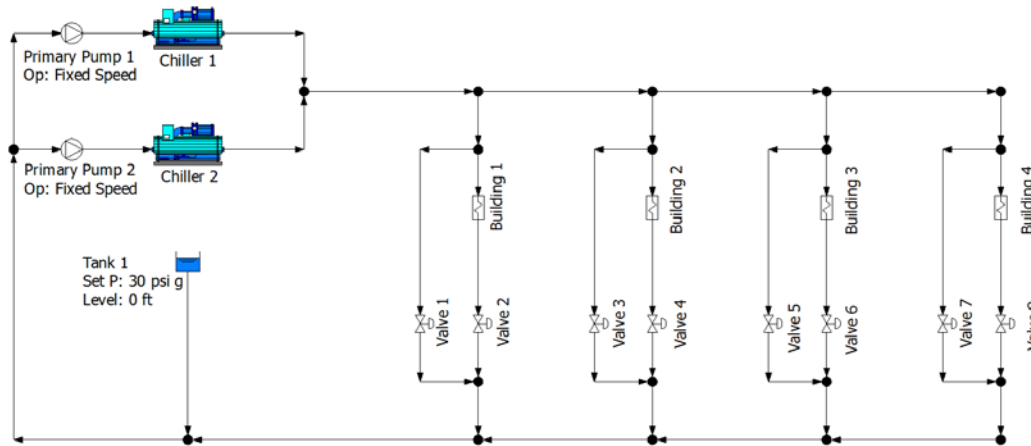 Primary Pump 1
Op: Fixed Speed
Chiller 1
Primary Pump 2
Op: Fixed Speed
Chiller 2
Tank 1
Set P: 30 psi g
Level: 0 ft
Building 1
Building 2
Building 3
Building 4
Valve 1
Valve 2
Valve 3
Valve 4
Valve 5
Valve 6
Valve 7
Valve 8